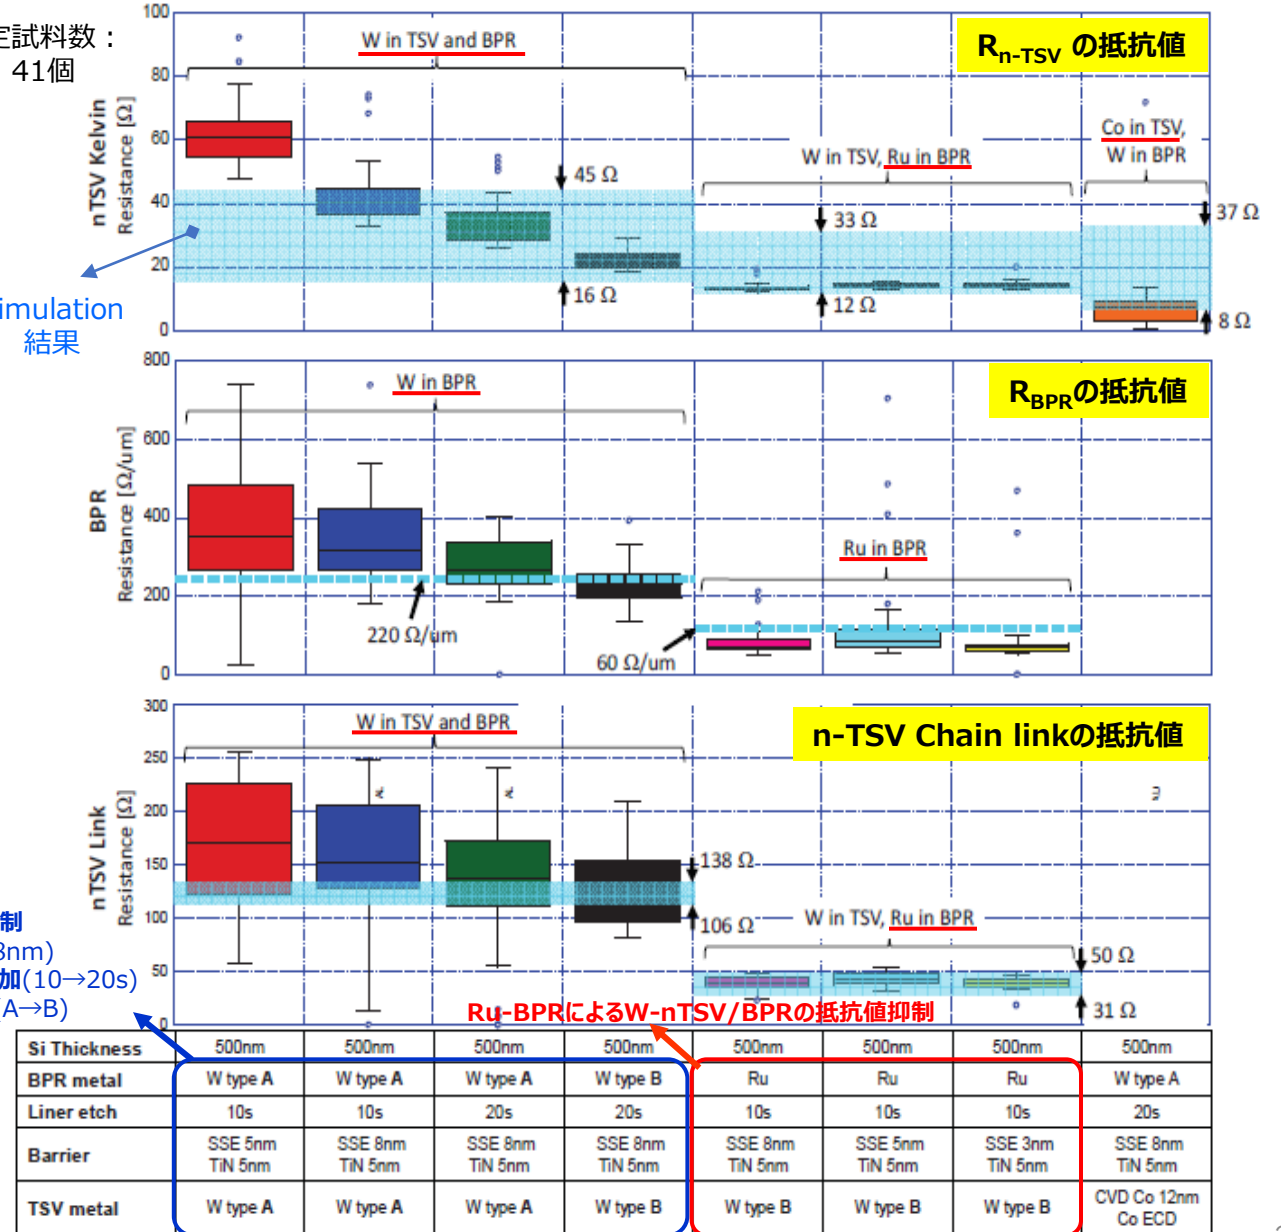 定試料数：
41個
100
80
60
40
20
0
nTSV Kelvin
Resistance [Ω]
W in TSV and BPR
Rn-TSV の抵抗値
Co in TSV,
W in BPR
W in TSV, Ru in BPR
45 Ω
16 Ω
33 Ω
12 Ω
37 Ω
8 Ω
imulation
結果
800
600
400
200
0
BPR
Resistance [Ω/um]
W in BPR
RBPRの抵抗値
Ru in BPR
220 Ω/um
60 Ω/um
300
250
200
150
100
50
0
nTSV Link
Resistance [Ω]
W in TSV and BPR
n-TSV Chain linkの抵抗値
138 Ω
106 Ω
W in TSV, Ru in BPR
50 Ω
31 Ω
制
3nm)
加(10→20s)
(A→B)
Ru-BPRによるW-nTSV/BPRの抵抗値抑制
Si Thickness 500nm 500nm 500nm 500nm 500nm 500nm 500nm 500nm
BPR metal W type A W type A W type A W type B Ru Ru Ru W type A
Liner etch 10s 10s 20s 20s 10s 10s 10s 20s
Barrier SSE 5nm SSE 8nm SSE 8nm SSE 8nm SSE 8nm SSE 5nm SSE 3nm SSE 8nm
TiN 5nm TiN 5nm TiN 5nm TiN 5nm TiN 5nm TiN 5nm TiN 5nm TiN 5nm
TSV metal W type A W type A W type A W type B W type B W type B W type B CVD Co 12nm
Co ECD